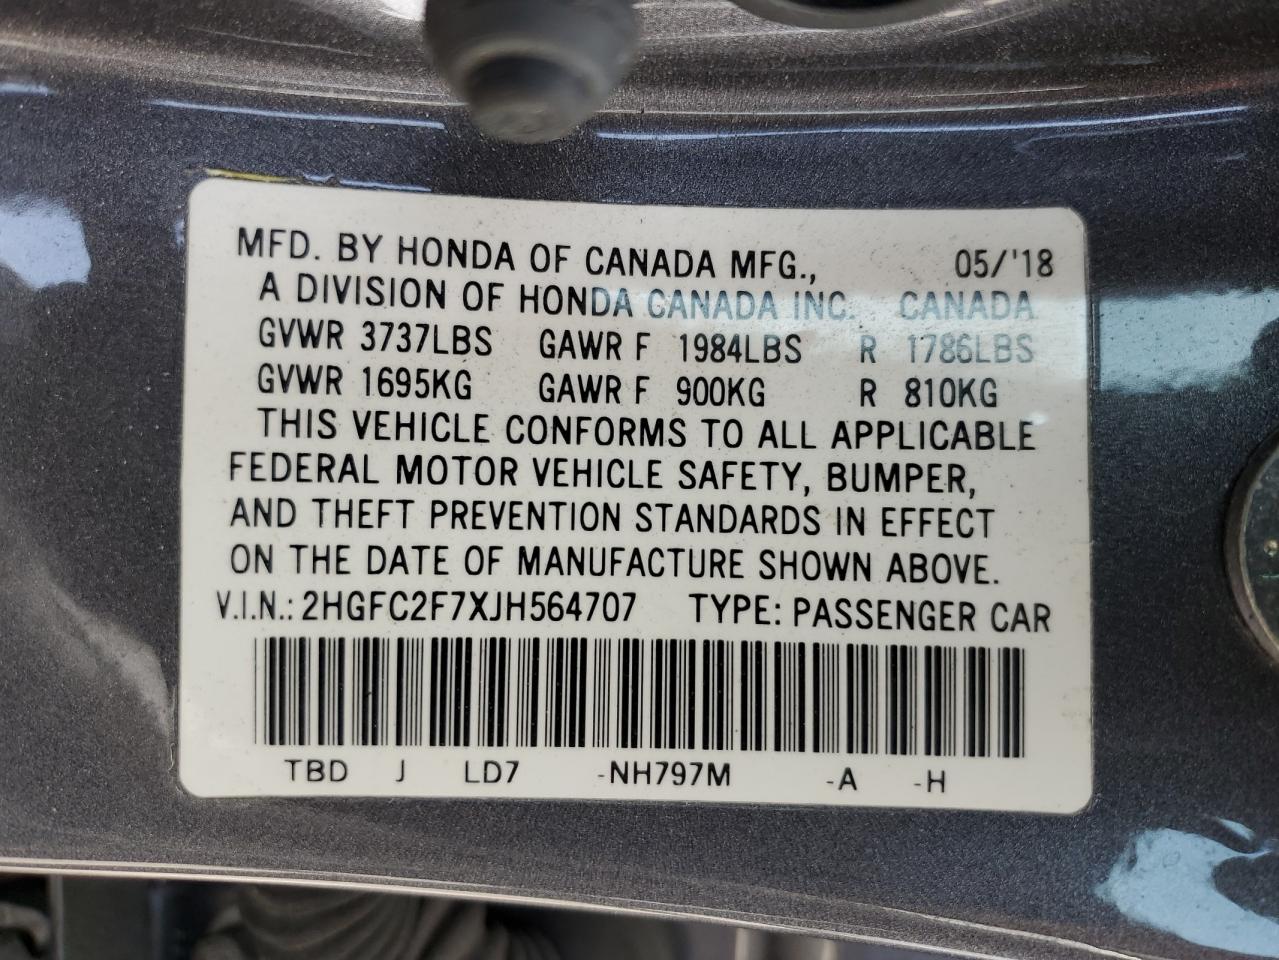 MFD. BY HONDA OF CANADA MFG., 05/'18
A DIVISION OF HONDA CANADA INC. CANADA
GVWR 3737LBS GAWR F 1984LBS R 1786LBS
GVWR 1695KG GAWR F 900KG R 810KG
THIS VEHICLE CONFORMS TO ALL APPLICABLE
FEDERAL MOTOR VEHICLE SAFETY, BUMPER,
AND THEFT PREVENTION STANDARDS IN EFFECT
ON THE DATE OF MANUFACTURE SHOWN ABOVE.
V.I.N.: 2HGFC2F7XJH564707 TYPE: PASSENGER CAR
TBD J LD7 -NH797M -A -H